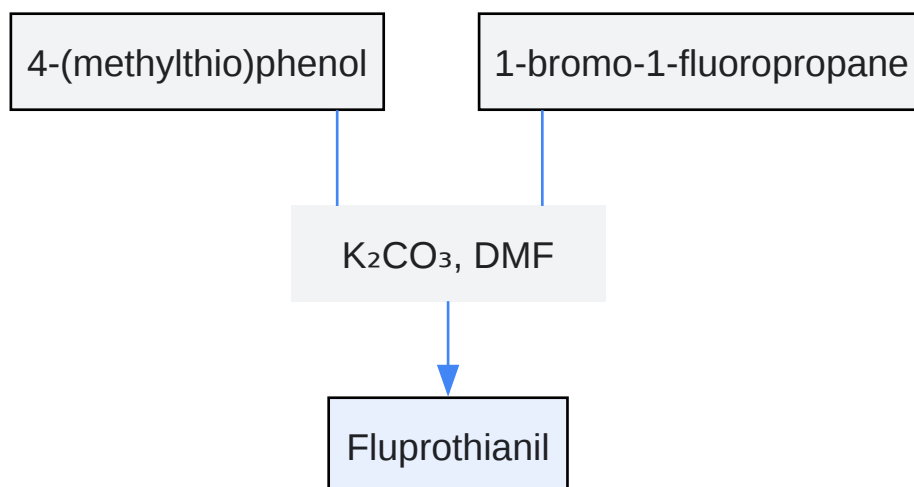 4-(methylthio)phenol
1-bromo-1-fluoropropane
K₂CO₃, DMF
Fluprothianil